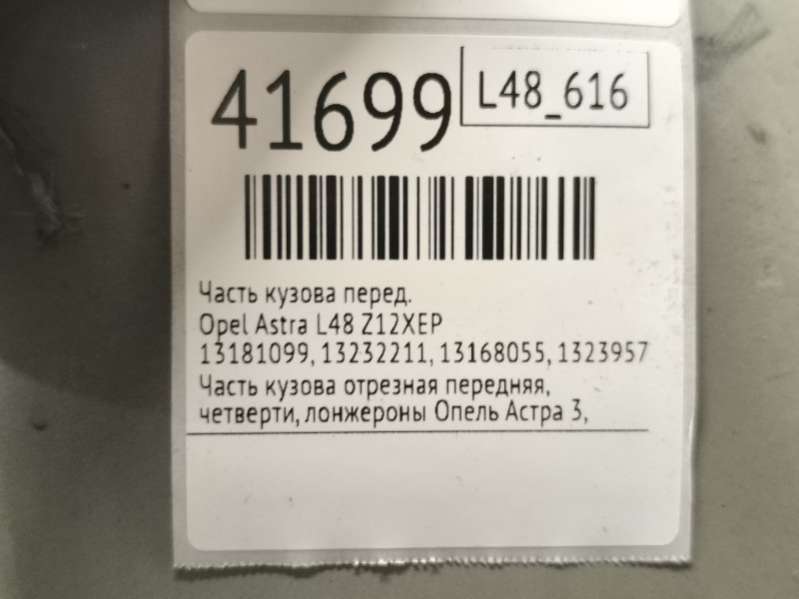 41699
L48_616
Часть кузова перед.
Opel Astra L48 Z12XEP
13181099, 13232211, 13168055, 1323957
Часть кузова отрезная передняя,
четверти, лонжероны Опель Астра 3,